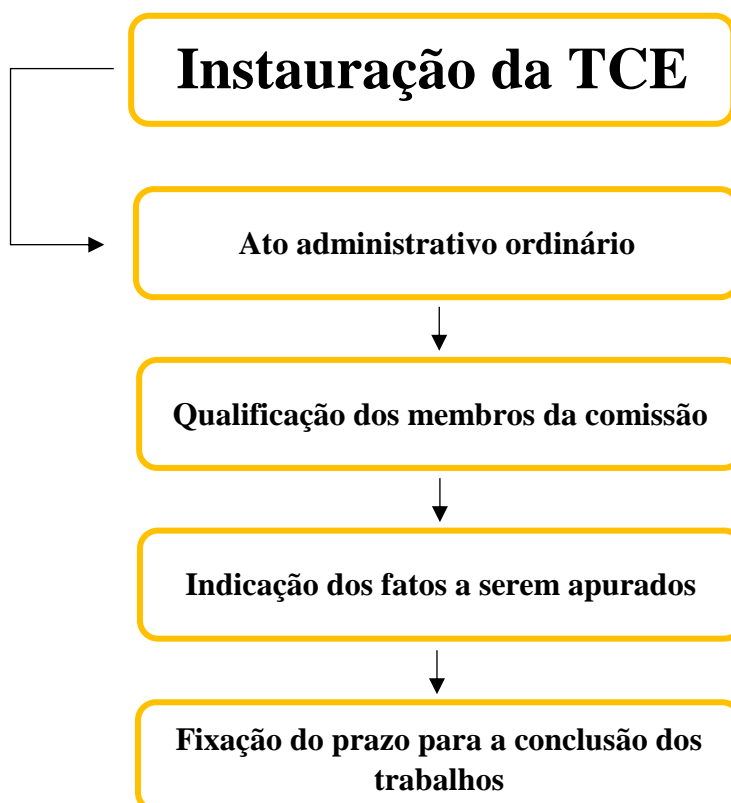 Instauração da TCE
Ato administrativo ordinário
Qualificação dos membros da comissão
Indicação dos fatos a serem apurados
Fixação do prazo para a conclusão dos
trabalhos